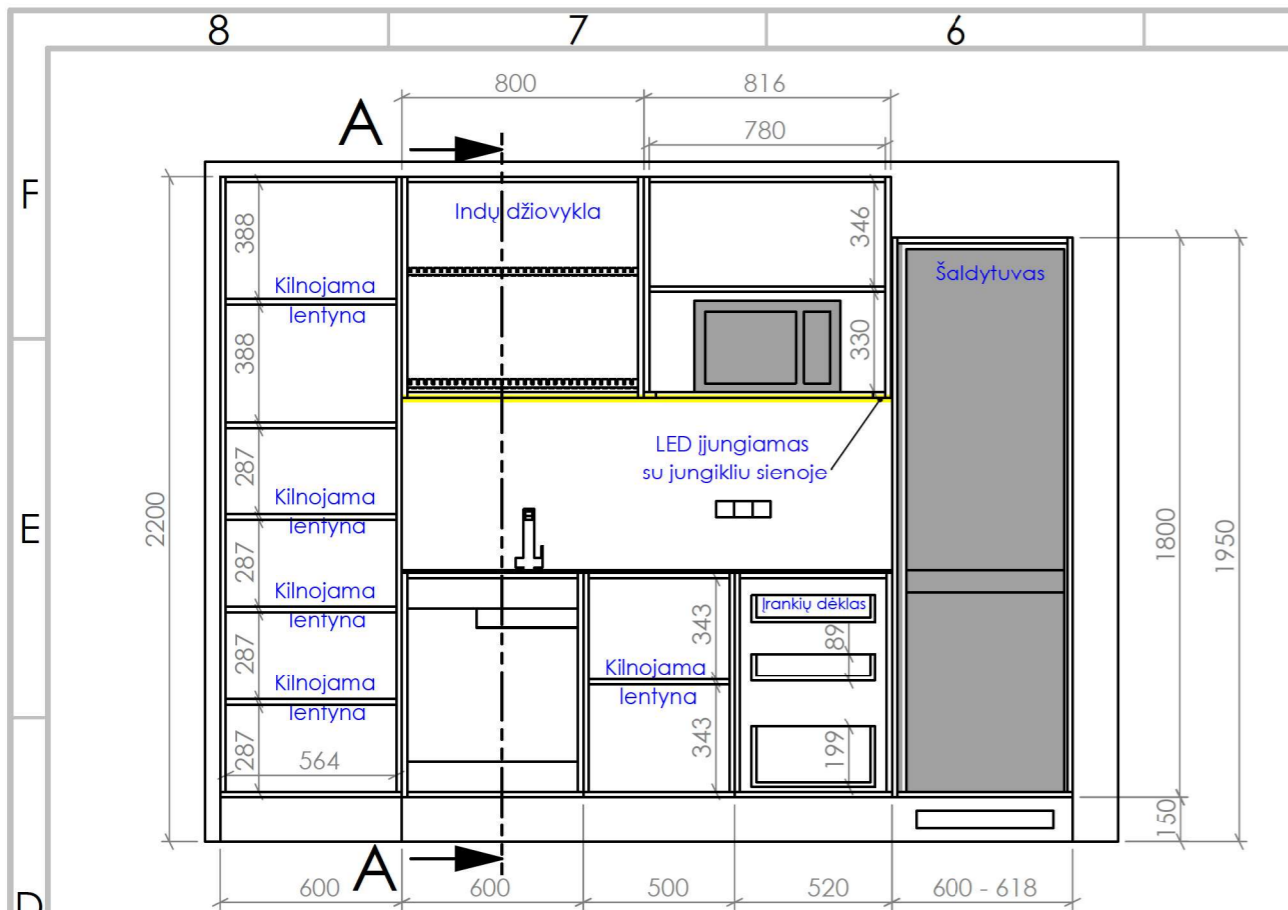 8
7
6
800
816
A
780
F
Indų džiovykla
388
346
Šaldytuvas
Kilnojama
lentyna
388
330
E
LED įjungiamas
su jungikliu sienoje
287
Kilnojama
lentyna
2200
1800
1950
287
Kilnojama
lentyna
Įrankių dėklas
343
89
287
Kilnojama
lentyna
Kilnojama
lentyna
343
199
287
564
150
A
D
600
600
500
520
600 - 618